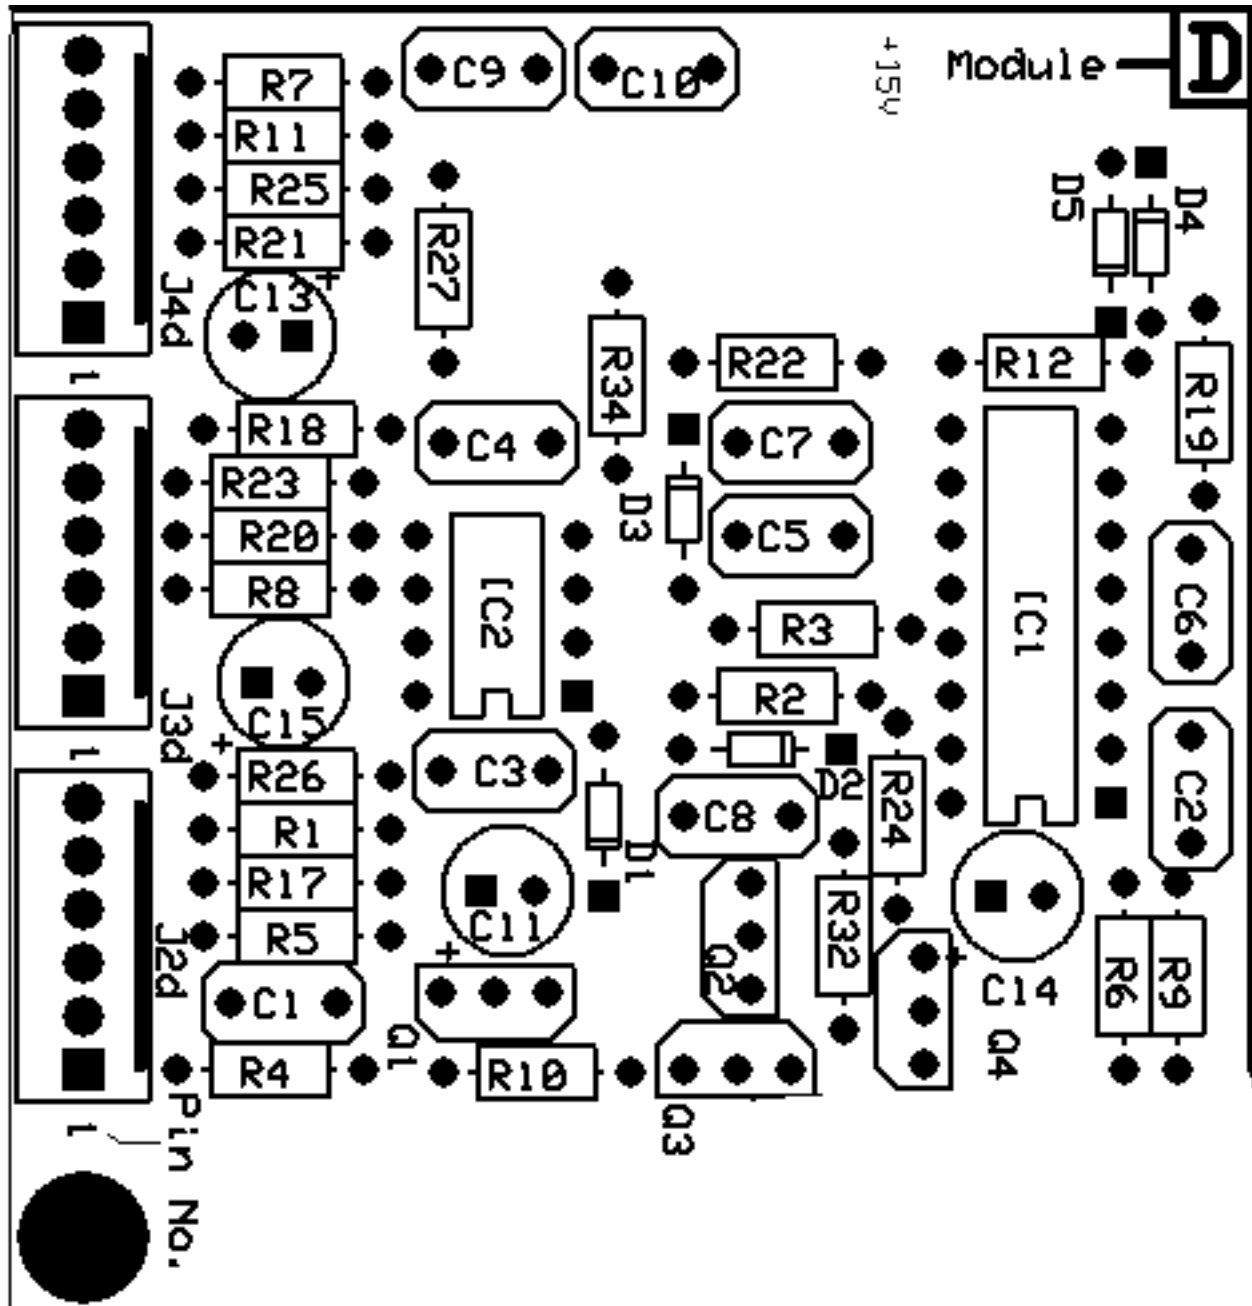 C9
C10
+15v
Module
D
R7
R11
R25
R21
C13
+
J4d
1
R27
D5
D4
R34
R22
R12
R19
R18
C4
C7
R23
D3
C5
R20
R8
IC2
R3
IC1
C6
C15
+
J3d
1
R2
R26
C3
D2
C8
R24
C2
R1
D1
R17
C11
+
R5
J2d
Q2
R32
+
C14
R6
R9
C1
Q1
R4
R10
Q4
Q3
1
Pin No.